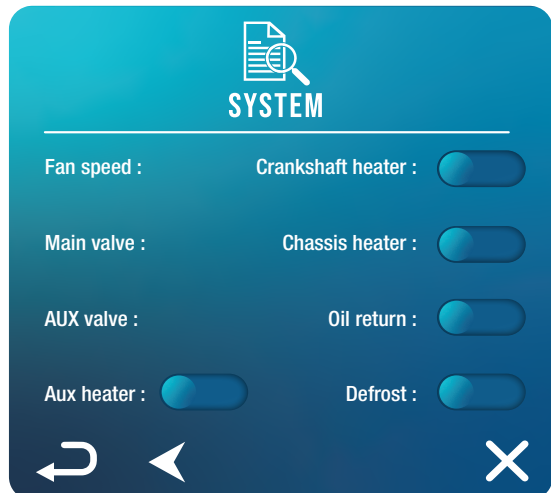 SYSTEM
Fan speed :
Crankshaft heater :
Main valve :
Chassis heater :
AUX valve :
Oil return :
Aux heater :
Defrost :